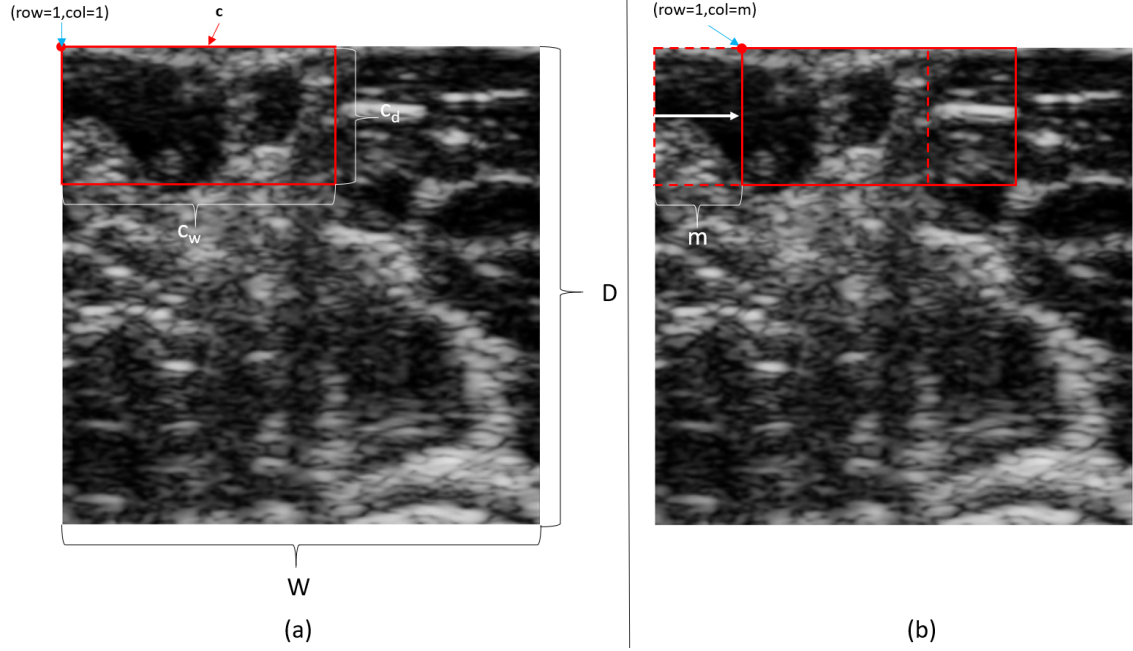 (row=1,col=1)
c
c_d
c_w
D
W
(a)
(row=1,col=m)
m
(b)